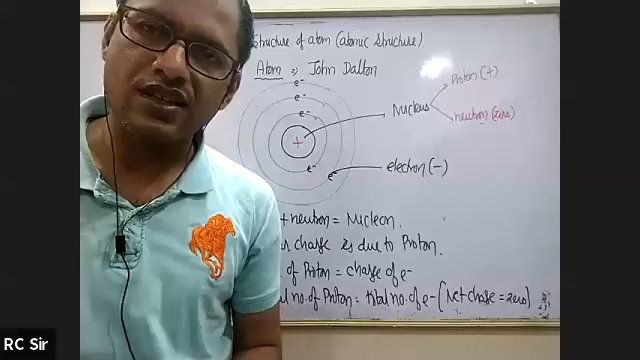 Structure of atom (atomic structure)
Atom ⇒ John Dalton
e⁻
e⁻
e⁻
+
e⁻
e⁻
Nucleus
Proton (+)
neutron (zero)
electron (−)
+ neutron = Nucleon.
charge is due to Proton.
of Proton = charge of e⁻
no. of Proton = total no. of e⁻ [Net charge = zero]
RC Sir